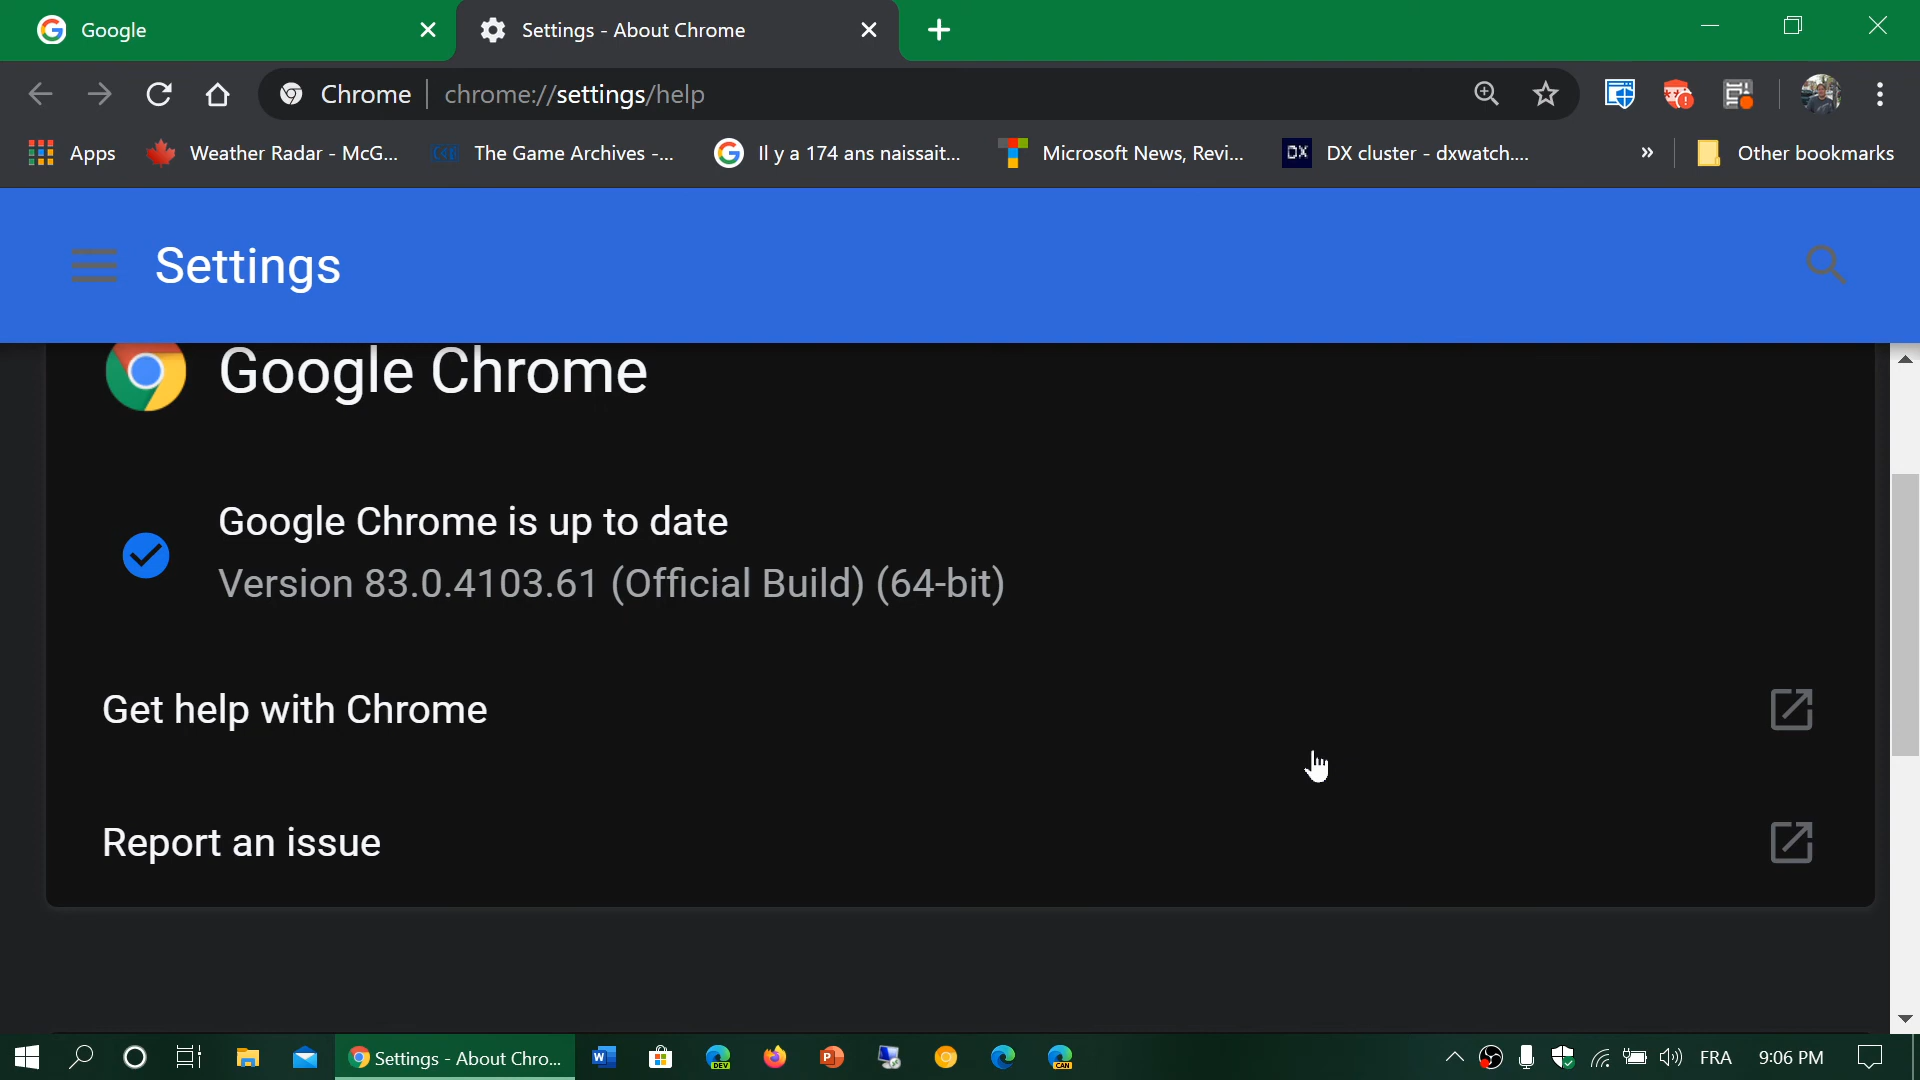 Google
Settings - About Chrome
Chrome
chrome://settings/help
Apps
Weather Radar - McG...
The Game Archives -...
Il y a 174 ans naissait...
Microsoft News, Revi...
DX
DX cluster - dxwatch....
»
Other bookmarks
Settings
Google Chrome
Google Chrome is up to date
Version 83.0.4103.61 (Official Build) (64-bit)
Get help with Chrome
Report an issue
Settings - About Chro...
W
DEV
P
CAN
FRA
9:06 PM